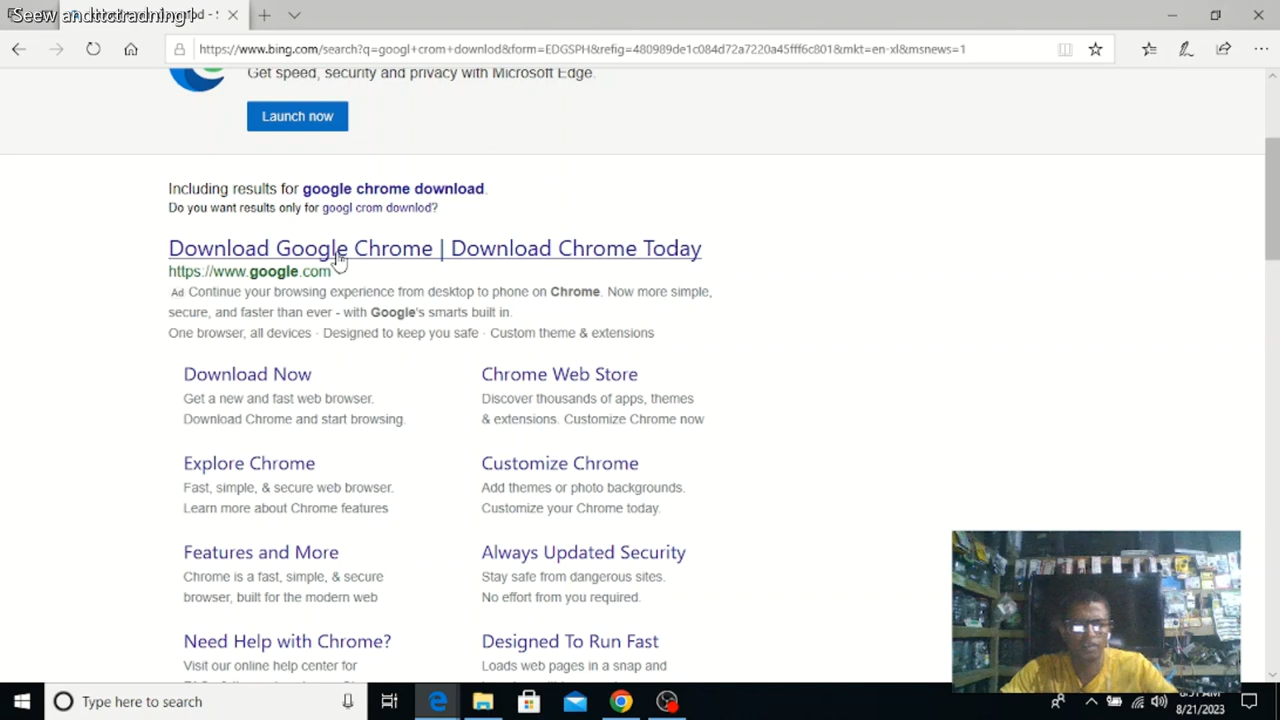 https://www.bing.com/search?q=googl+crom+downlod&form=EDGSPH&refig=480989de1c084d72a7220a45fff6c801&mkt=en-xl&msnews=1
Get speed, security and privacy with Microsoft Edge.
Launch now
Including results for google chrome download.
Do you want results only for googl crom downlod?
Download Google Chrome | Download Chrome Today
https://www.google.com
Ad Continue your browsing experience from desktop to phone on Chrome. Now more simple,
secure, and faster than ever - with Google's smarts built in.
One browser, all devices · Designed to keep you safe · Custom theme & extensions
Download Now
Get a new and fast web browser.
Download Chrome and start browsing.
Chrome Web Store
Discover thousands of apps, themes
& extensions. Customize Chrome now
Explore Chrome
Fast, simple, & secure web browser.
Learn more about Chrome features
Customize Chrome
Add themes or photo backgrounds.
Customize your Chrome today.
Features and More
Chrome is a fast, simple, & secure
browser, built for the modern web
Always Updated Security
Stay safe from dangerous sites.
No effort from you required.
Need Help with Chrome?
Visit our online help center for
Designed To Run Fast
Loads web pages in a snap and
Type here to search
8/21/2023